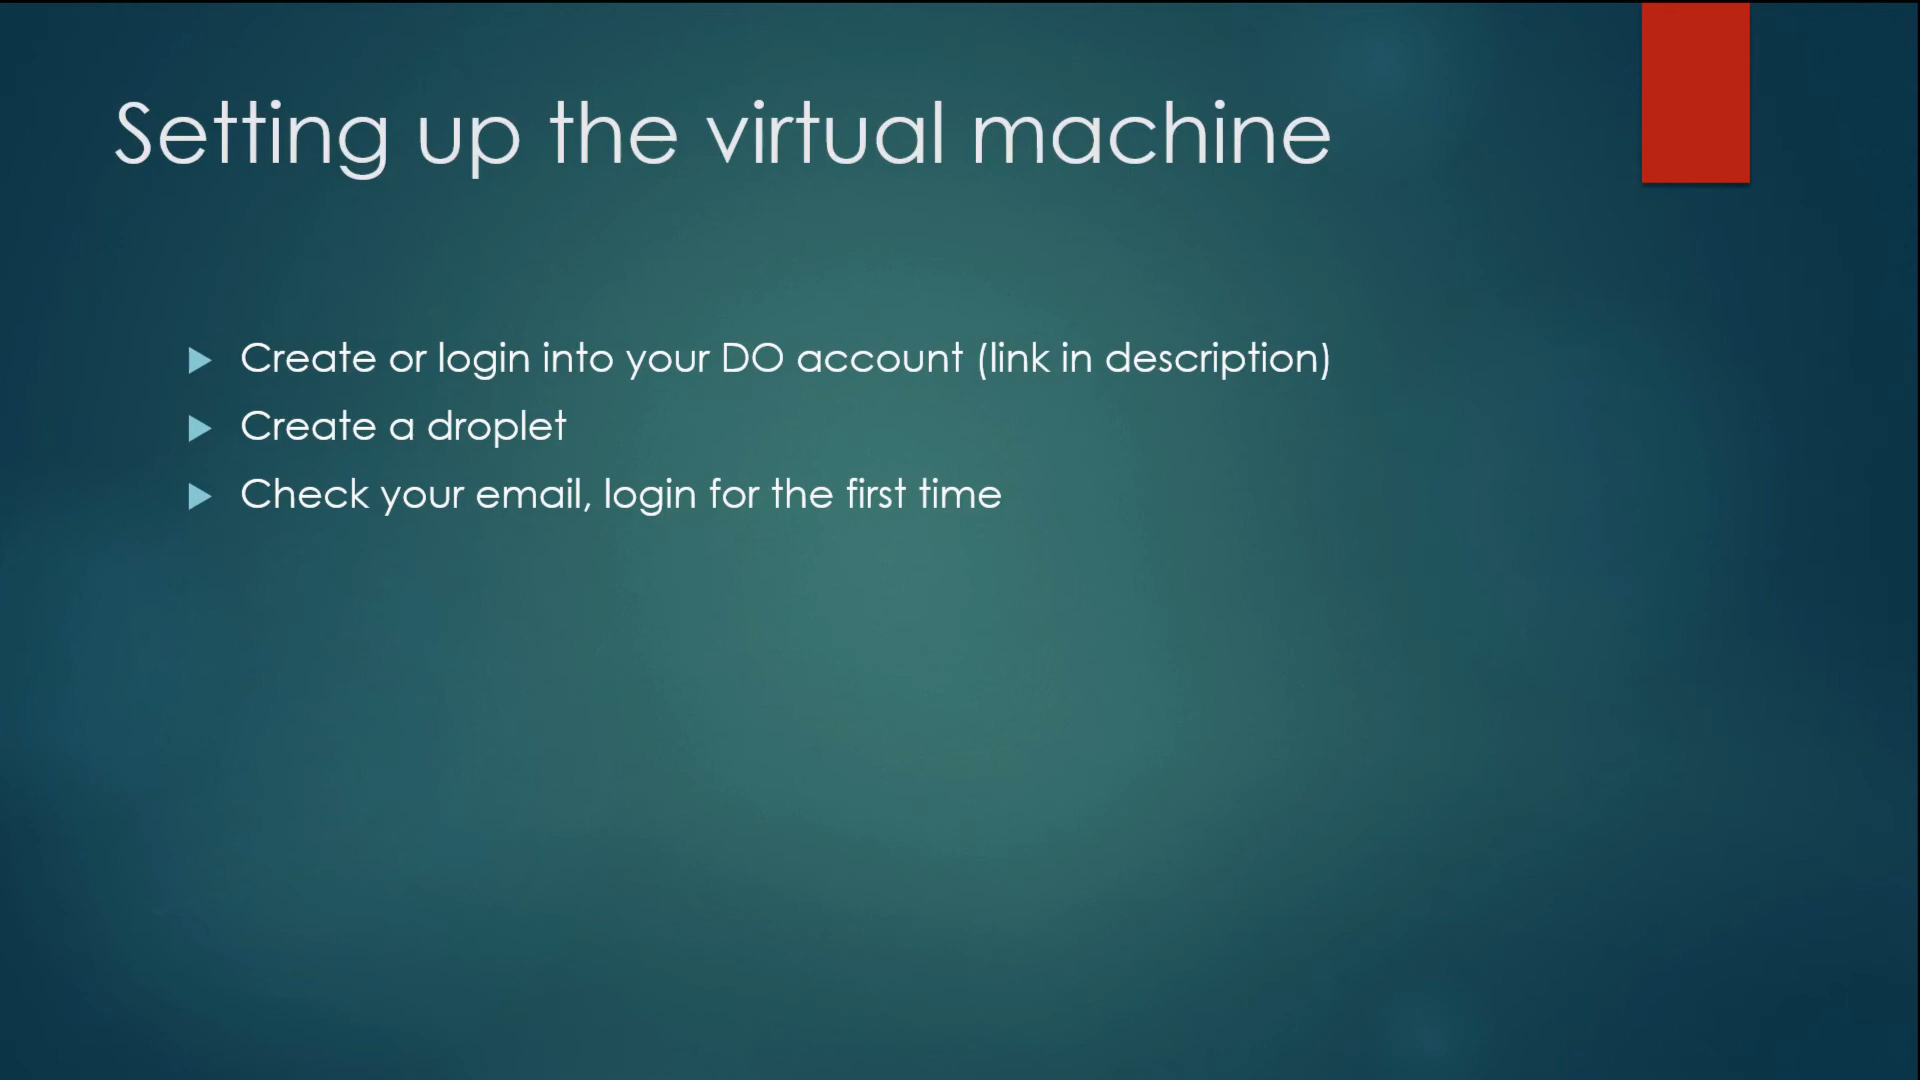 Setting up the virtual machine
Create or login into your DO account (link in description)
Create a droplet
Check your email, login for the first time